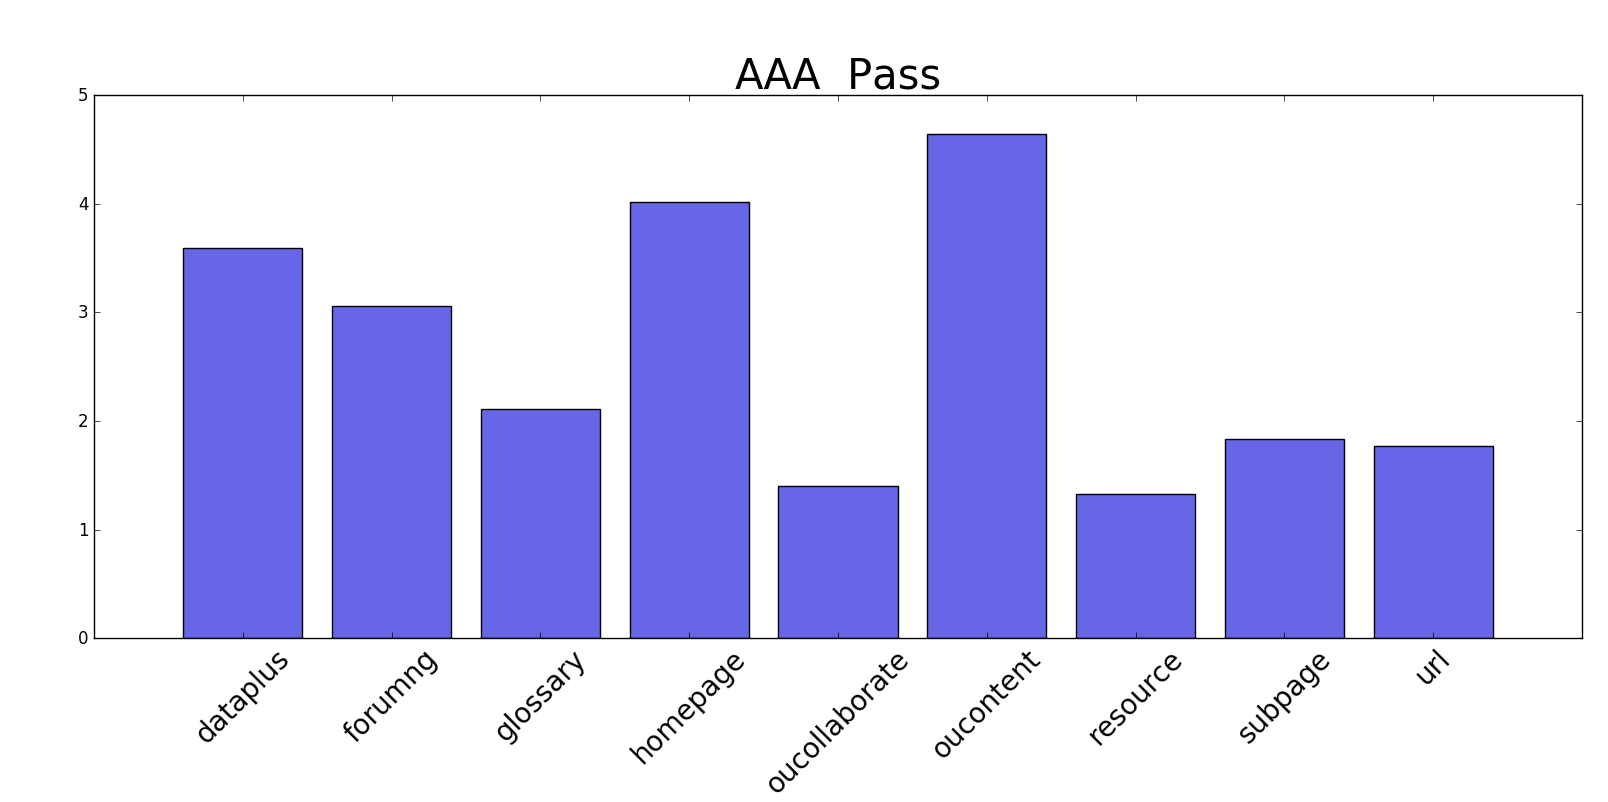 AAA  Pass
5
4
3
2
1
0
dataplus
forumng
glossary
homepage
oucollaborate
oucontent
resource
subpage
url